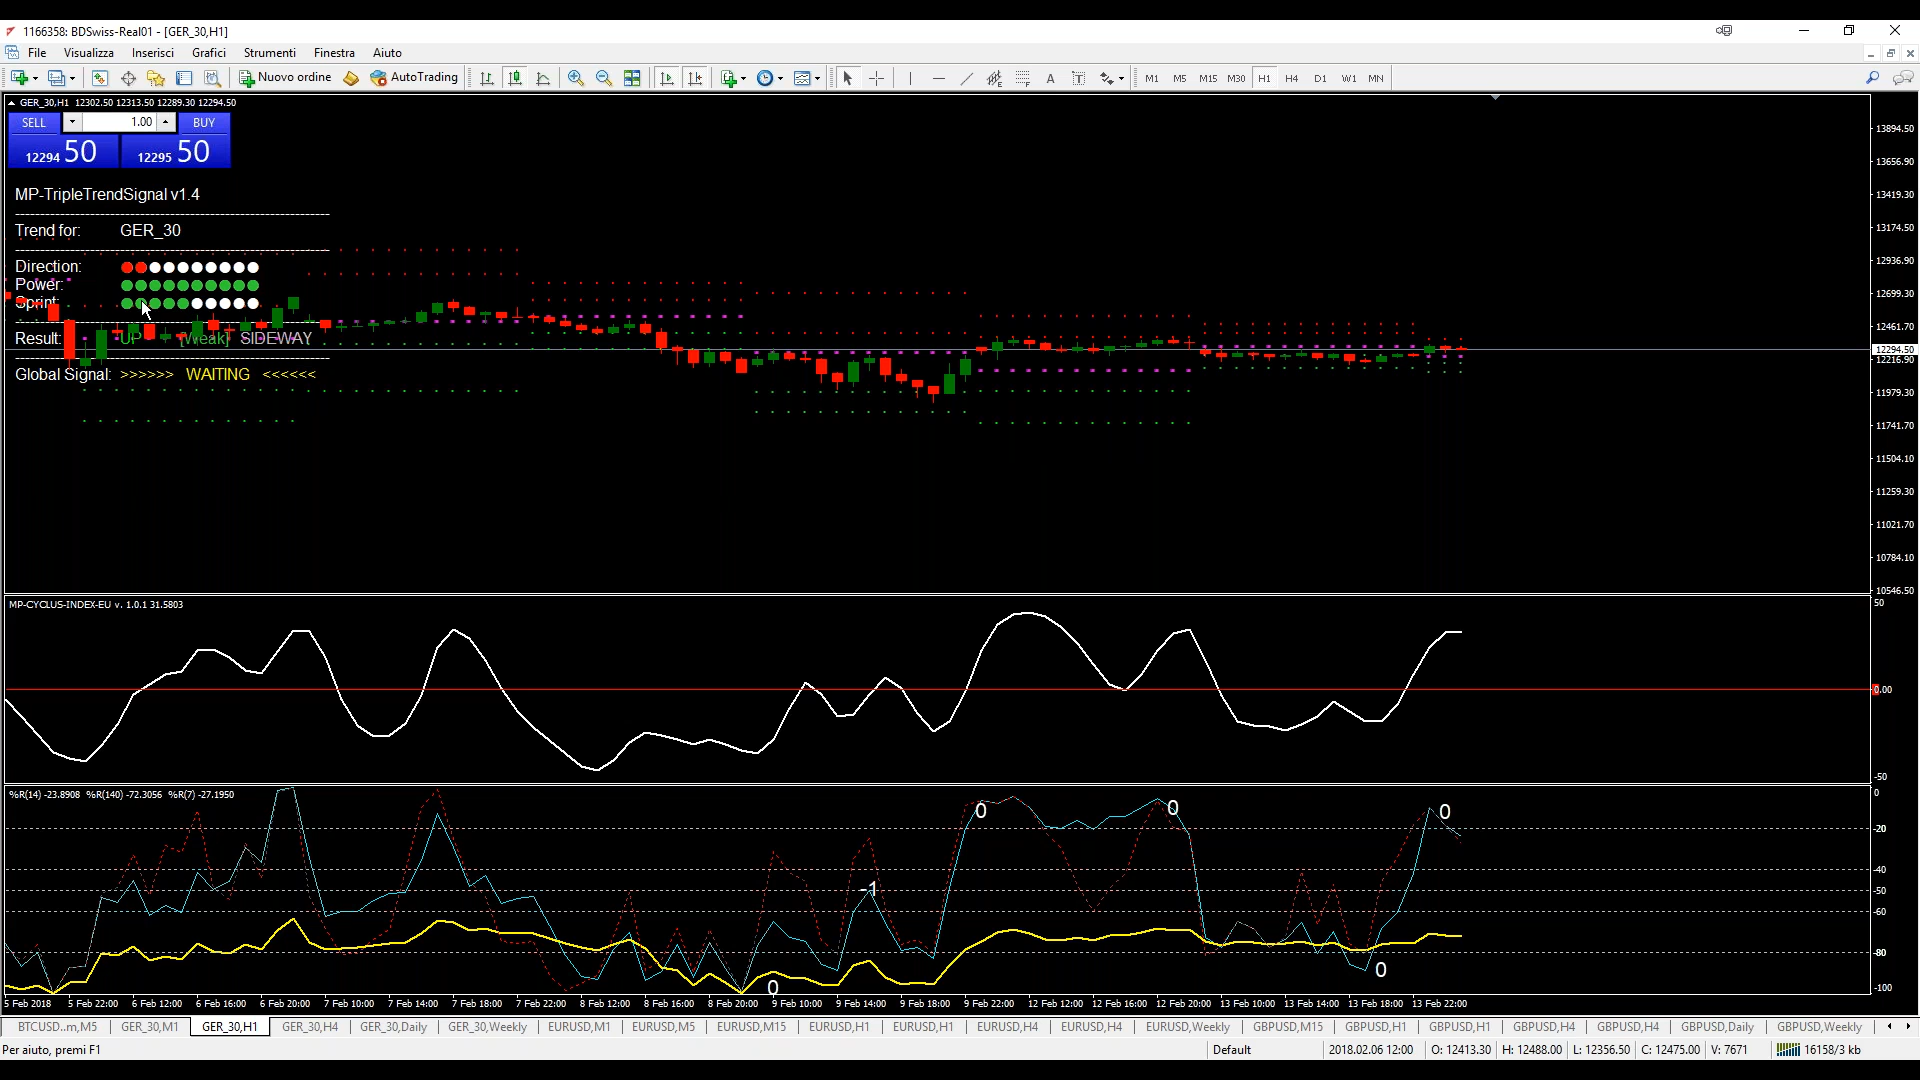 1166358: BDSwiss-Real01 - [GER_30,H1]
File Visualizza Inserisci Grafici Strumenti Finestra Aiuto
Nuovo ordine AutoTrading A T M1 M5 M15 M30 H1 H4 D1 W1 MN
GER_30,H1 12302.50 12313.50 12289.30 12294.50
SELL 1.00 BUY
12294 50 12295 50
MP-TripleTrendSignal v1.4
Trend for: GER_30
Direction:
Power:
Sprint:
Result: UP [Weak] SIDEWAY
Global Signal: >>>>>> WAITING <<<<<<
13894.50
13656.90
13419.30
13174.50
12936.90
12699.30
12461.70
12294.50
12216.90
11979.30
11741.70
11504.10
11259.30
11021.70
10784.10
10546.50
MP-CYCLUS-INDEX-EU v. 1.0.1 31.5803
50
0.00
-50
%R(14) -23.8908 %R(140) -72.3056 %R(7) -27.1950
0
0 0 0
-20
-40
-1
-50
-60
-80
0
0
-100
5 Feb 2018 5 Feb 22:00 6 Feb 12:00 6 Feb 16:00 6 Feb 20:00 7 Feb 10:00 7 Feb 14:00 7 Feb 18:00 7 Feb 22:00 8 Feb 12:00 8 Feb 16:00 8 Feb 20:00 9 Feb 10:00 9 Feb 14:00 9 Feb 18:00 9 Feb 22:00 12 Feb 12:00 12 Feb 16:00 12 Feb 20:00 13 Feb 10:00 13 Feb 14:00 13 Feb 18:00 13 Feb 22:00
BTCUSD..m,M5 GER_30,M1 GER_30,H1 GER_30,H4 GER_30,Daily GER_30,Weekly EURUSD,M1 EURUSD,M5 EURUSD,M15 EURUSD,H1 EURUSD,H1 EURUSD,H4 EURUSD,H4 EURUSD,Weekly GBPUSD,M15 GBPUSD,H1 GBPUSD,H1 GBPUSD,H4 GBPUSD,H4 GBPUSD,Daily GBPUSD,Weekly
Per aiuto, premi F1 Default 2018.02.06 12:00 O: 12413.30 H: 12488.00 L: 12356.50 C: 12475.00 V: 7671 16158/3 kb